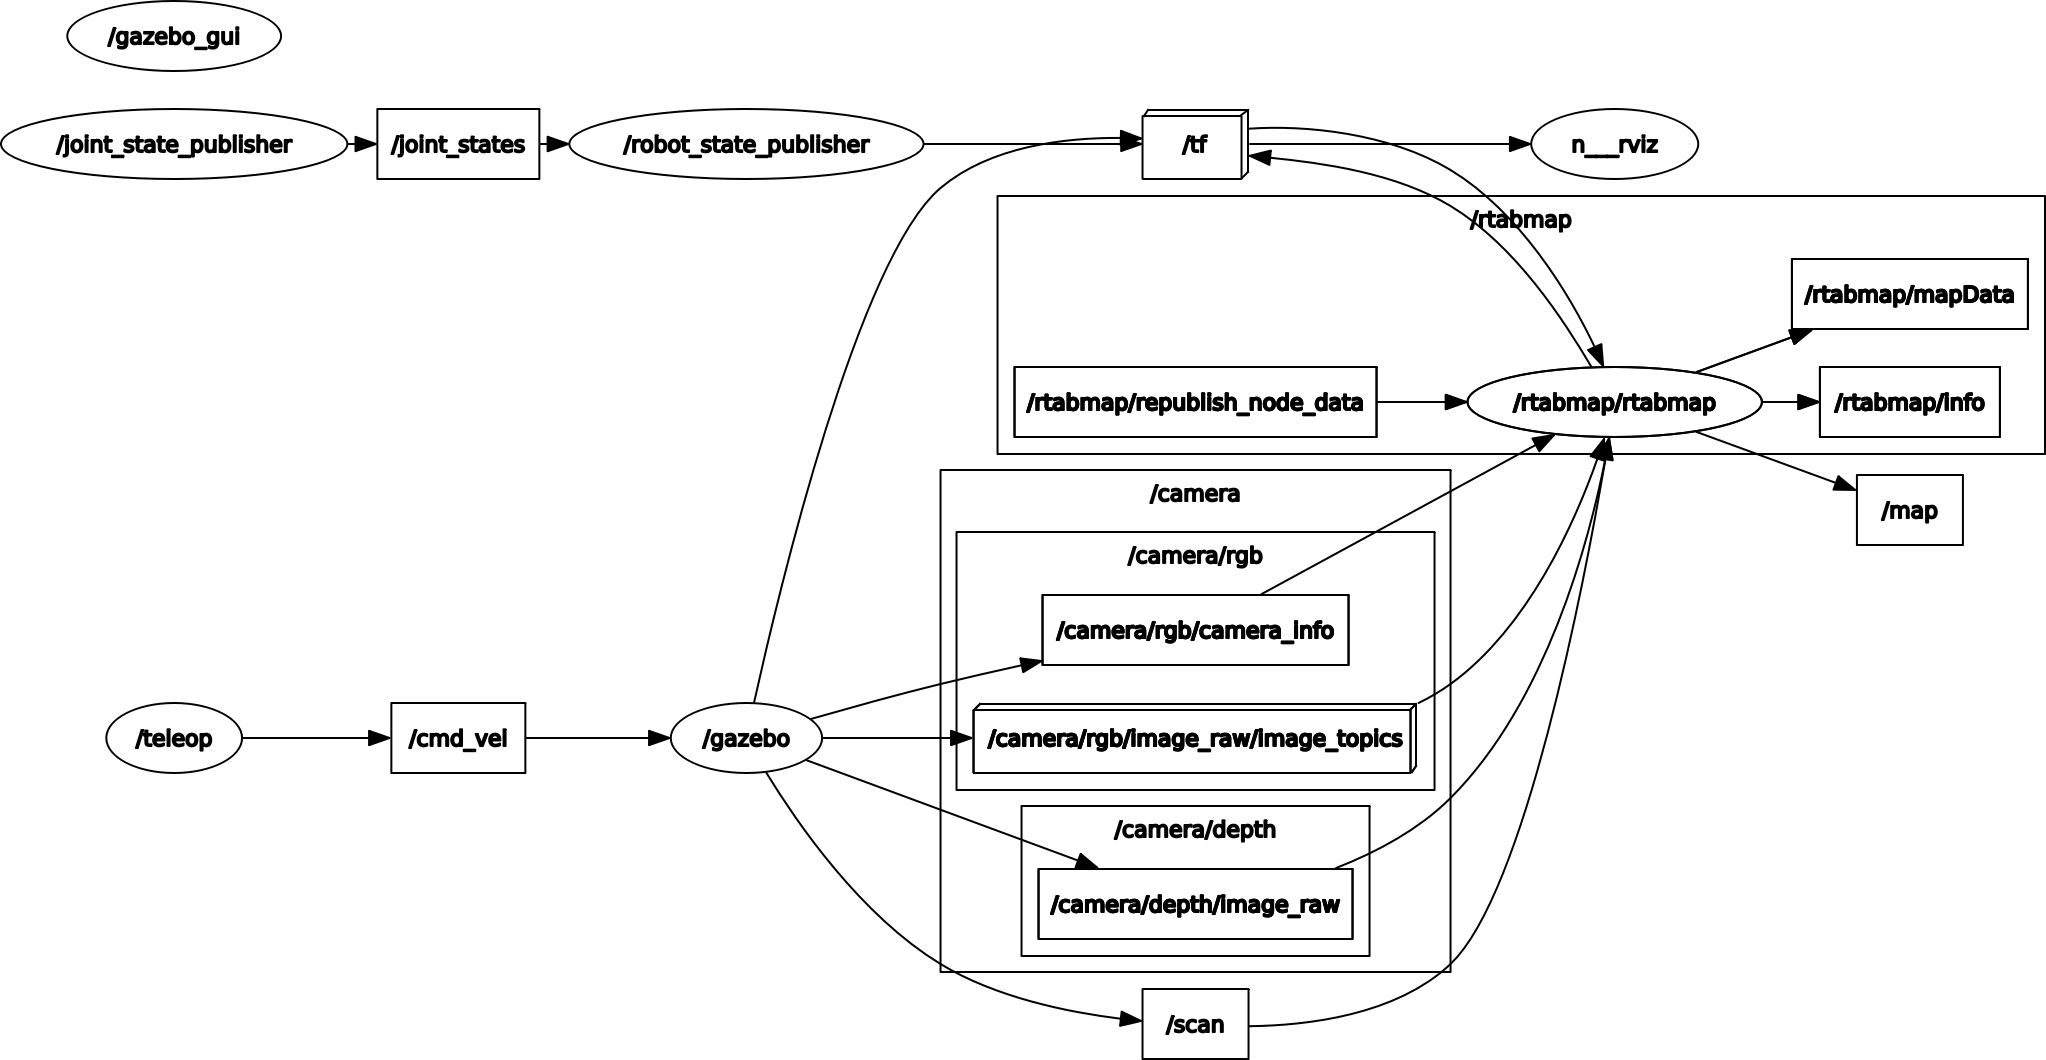 /gazebo_gui
/joint_state_publisher
/joint_states
/robot_state_publisher
/tf
n___rviz
/rtabmap
/rtabmap/mapData
/rtabmap/republish_node_data
/rtabmap/rtabmap
/rtabmap/info
/camera
/map
/camera/rgb
/camera/rgb/camera_info
/teleop
/cmd_vel
/gazebo
/camera/rgb/image_raw/image_topics
/camera/depth
/camera/depth/image_raw
/scan